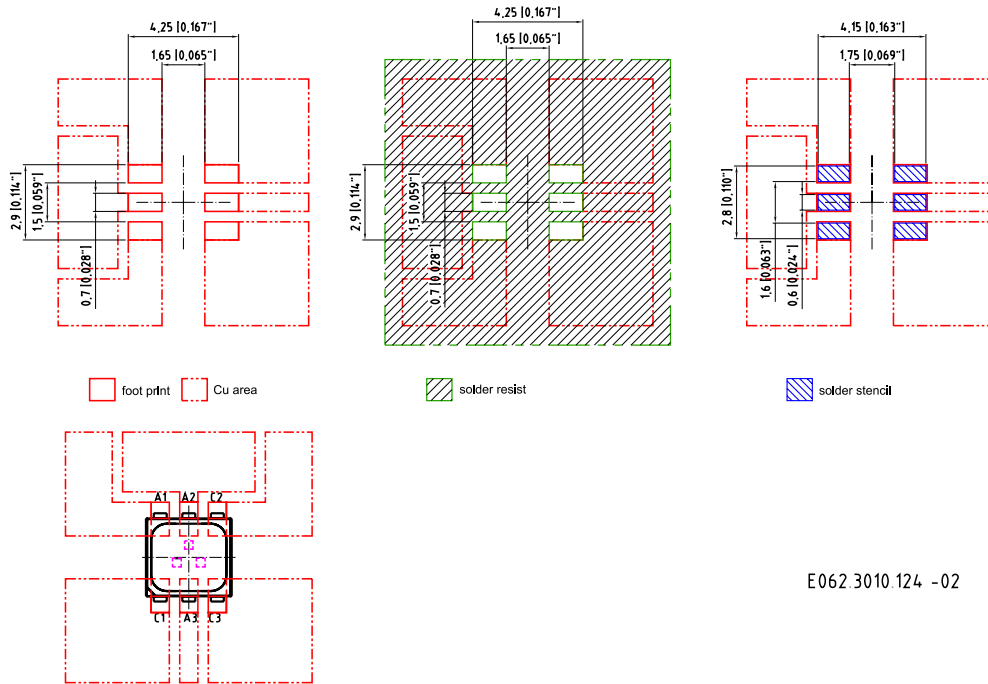 4.25 [0.167"]
1.65 [0.065"]
2.9 [0.114"]
1.5 [0.059"]
0.7 [0.028"]
4.25 [0.167"]
1.65 [0.065"]
2.9 [0.114"]
1.5 [0.059"]
0.7 [0.028"]
4.15 [0.163"]
1.75 [0.069"]
2.8 [0.110"]
1.6 [0.063"]
0.6 [0.024"]
foot print
Cu area
solder resist
solder stencil
A1 A2 C2
C1 A3 C3
E062.3010.124 -02